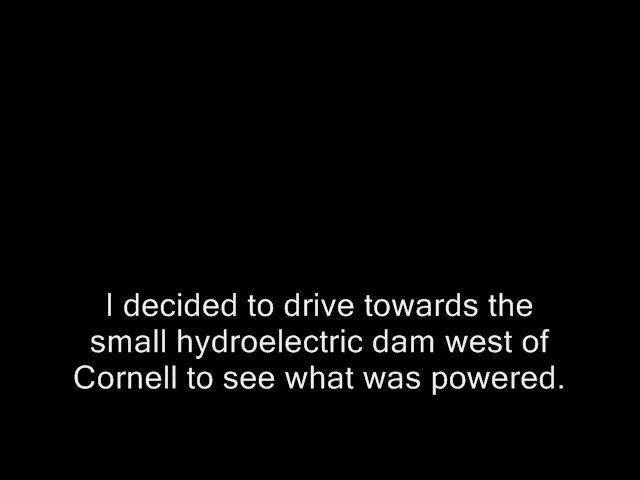 I decided to drive towards the
small hydroelectric dam west of
Cornell to see what was powered.